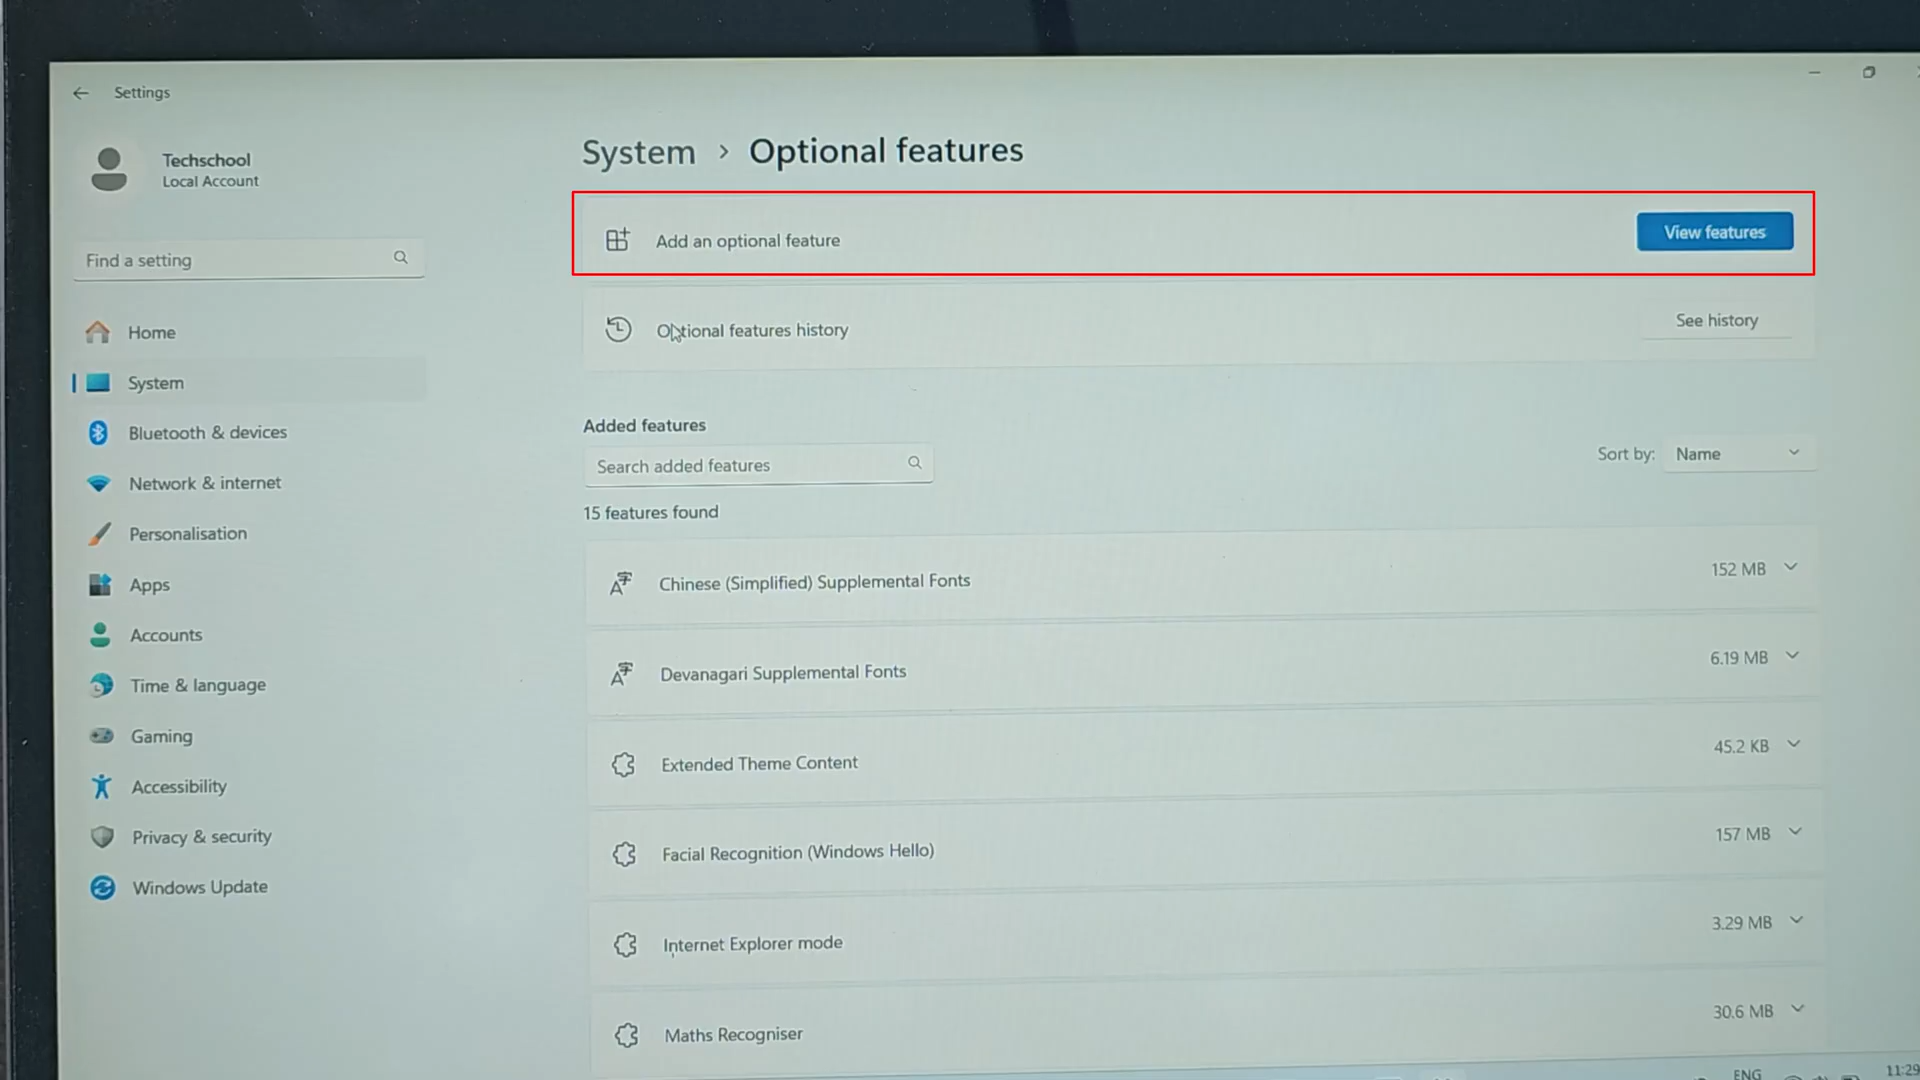 Settings
Techschool
Local Account
Find a setting
Home
System
Bluetooth & devices
Network & internet
Personalisation
Apps
Accounts
Time & language
Gaming
Accessibility
Privacy & security
Windows Update
System > Optional features
Add an optional feature
View features
Optional features history
See history
Added features
Search added features
Sort by: Name
15 features found
Chinese (Simplified) Supplemental Fonts
152 MB
Devanagari Supplemental Fonts
6.19 MB
Extended Theme Content
45.2 KB
Facial Recognition (Windows Hello)
157 MB
Internet Explorer mode
3.29 MB
Maths Recogniser
30.6 MB
ENG
11:29